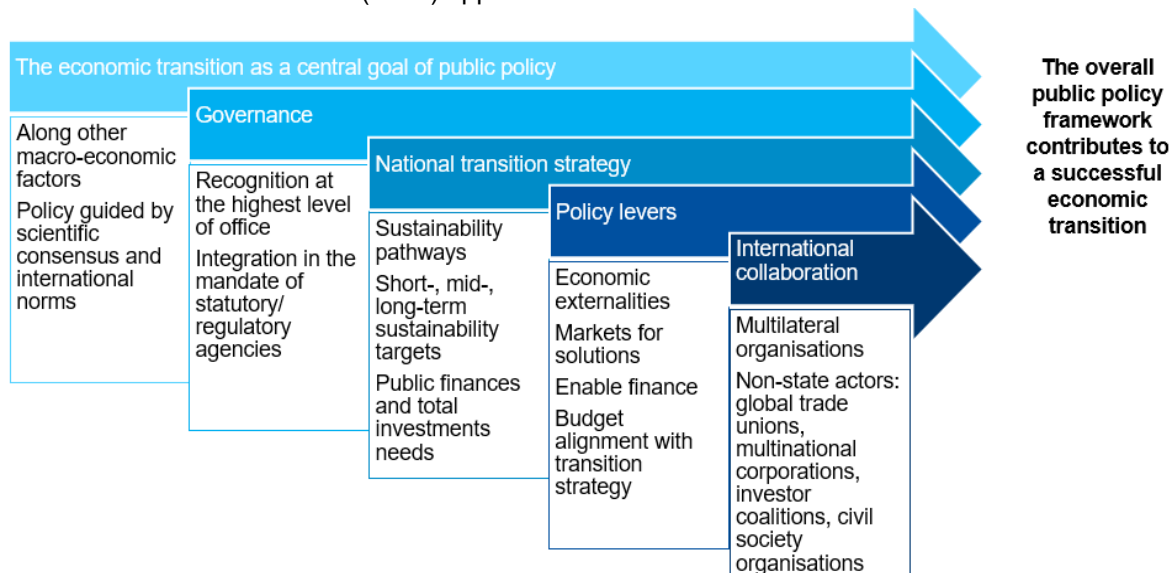 The economic transition as a central goal of public policy
Along other
macro-economic
factors
Policy guided by
scientific
consensus and
international
norms
Governance
Recognition at
the highest level
of office
Integration in the
mandate of
statutory/
regulatory
agencies
National transition strategy
Sustainability
pathways
Short-, mid-,
long-term
sustainability
targets
Public finances
and total
investments
needs
Policy levers
Economic
externalities
Markets for
solutions
Enable finance
Budget
alignment with
transition
strategy
International
collaboration
Multilateral
organisations
Non-state actors:
global trade
unions,
multinational
corporations,
investor
coalitions, civil
society
organisations
The overall
public policy
framework
contributes to
a successful
economic
transition